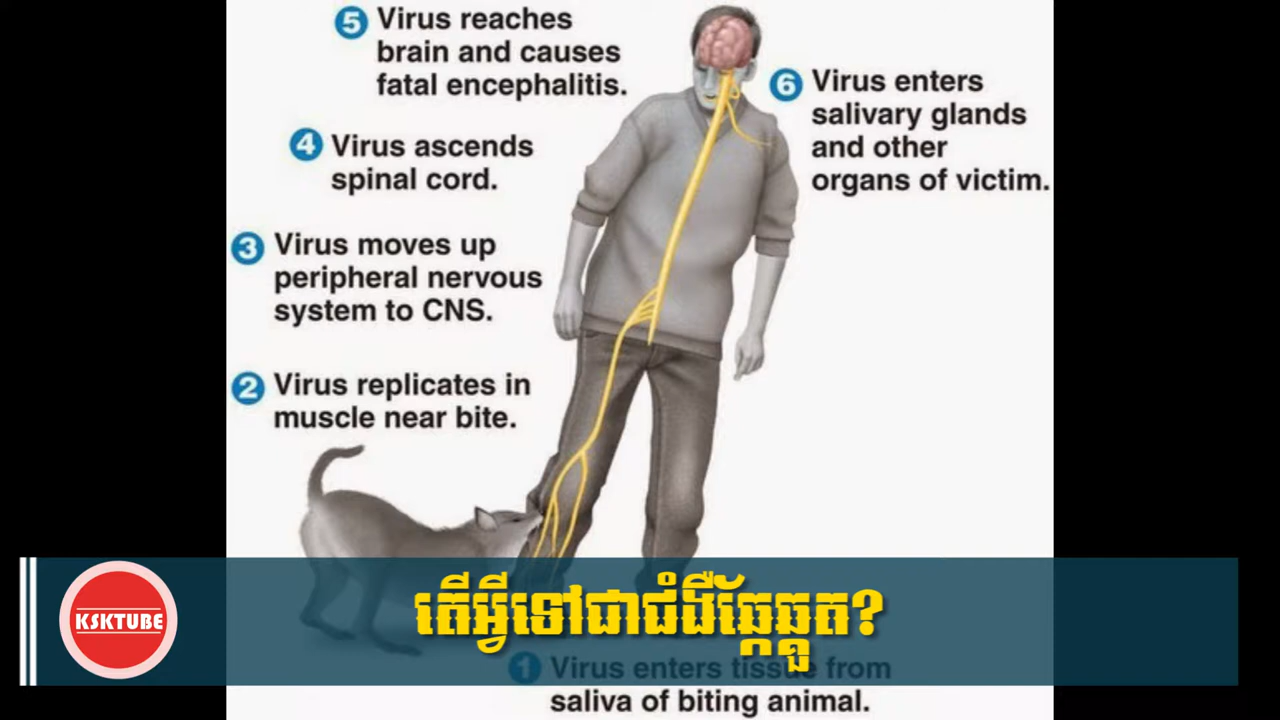 5 Virus reaches
brain and causes
fatal encephalitis.
6 Virus enters
salivary glands
and other
organs of victim.
4 Virus ascends
spinal cord.
3 Virus moves up
peripheral nervous
system to CNS.
2 Virus replicates in
muscle near bite.
KSKTUBE
តើអ្វីទៅជាជំងឺឆ្កែឆ្កួត?
1 Virus enters tissue from
saliva of biting animal.